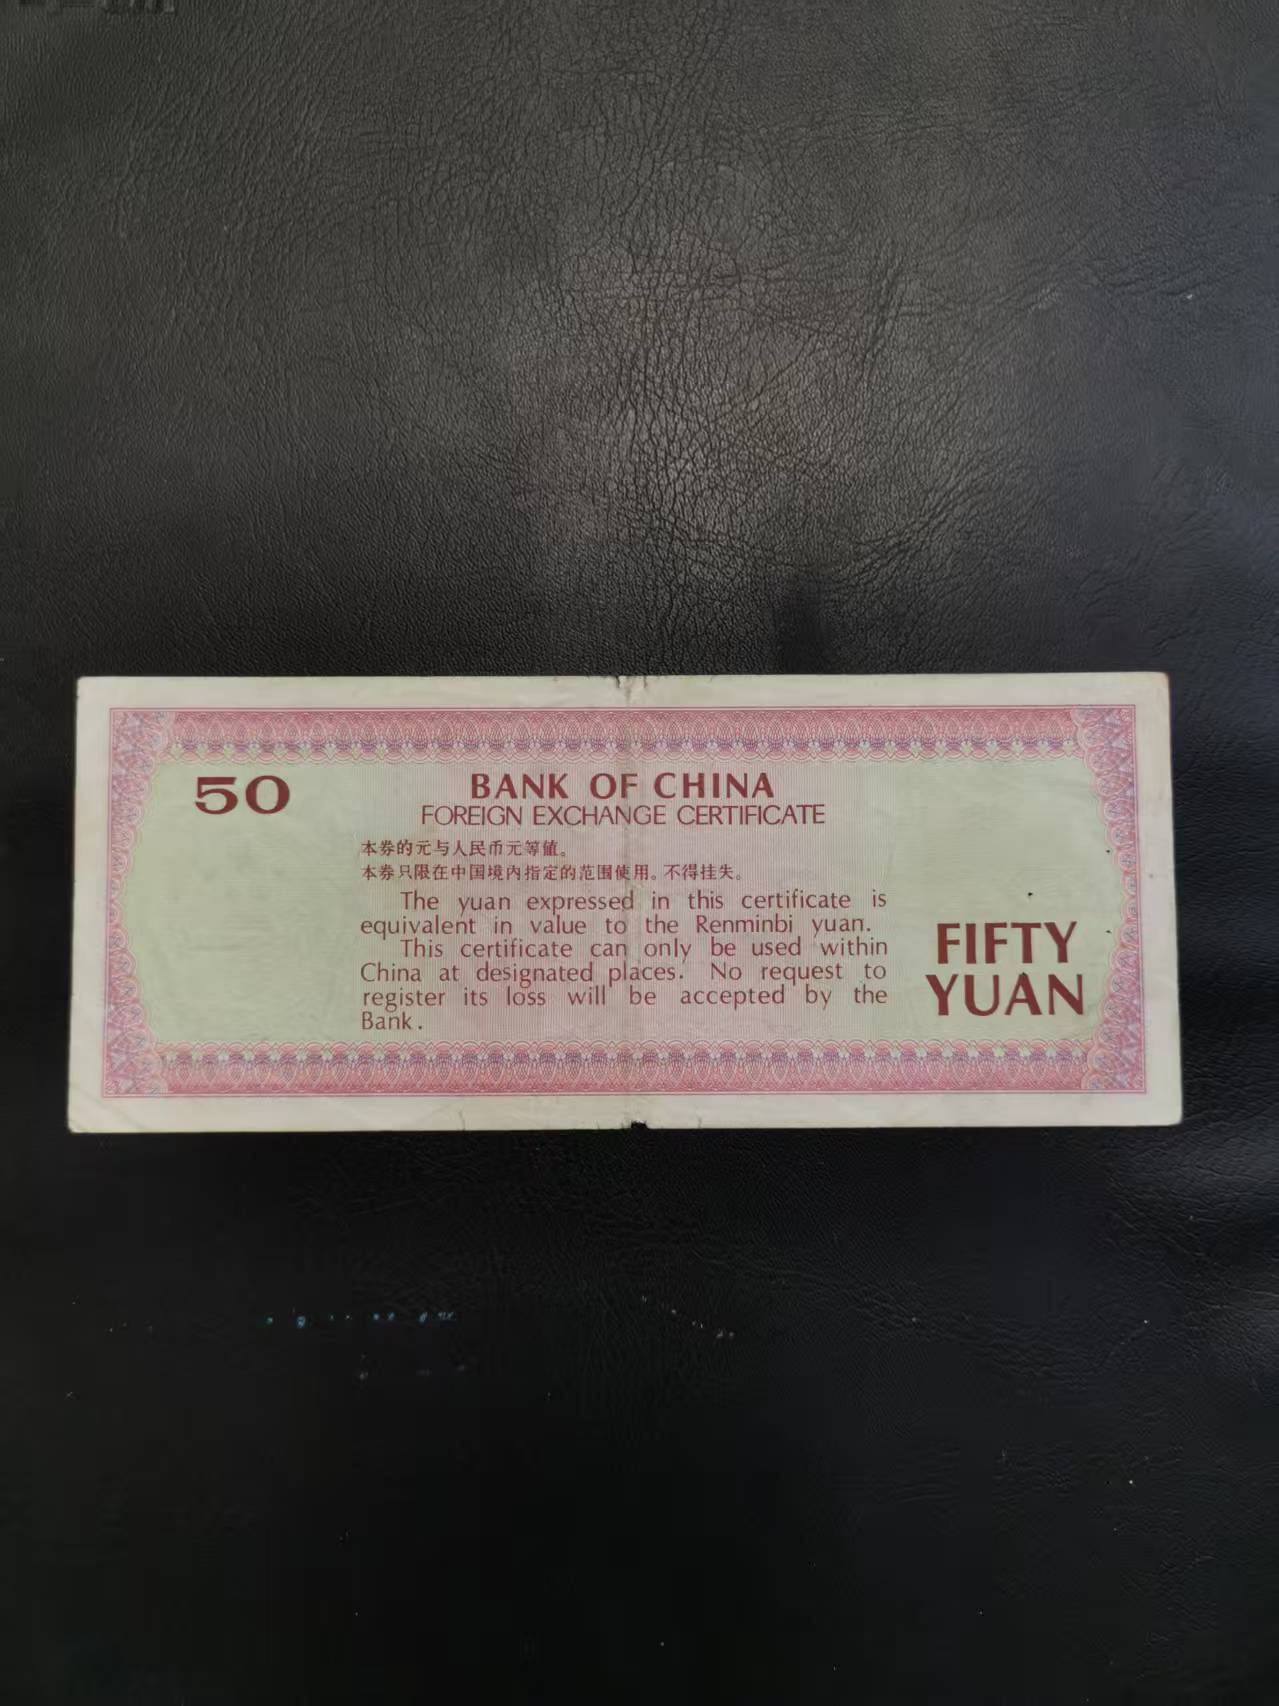 50
BANK OF CHINA
FOREIGN EXCHANGE CERTIFICATE
本券的元与人民币元等值。
本券只限在中国境内指定的范围使用。不得挂失。
The yuan expressed in this certificate is
equivalent in value to the Renminbi yuan.
This certificate can only be used within
China at designated places. No request to
register its loss will be accepted by the
Bank.
FIFTY
YUAN